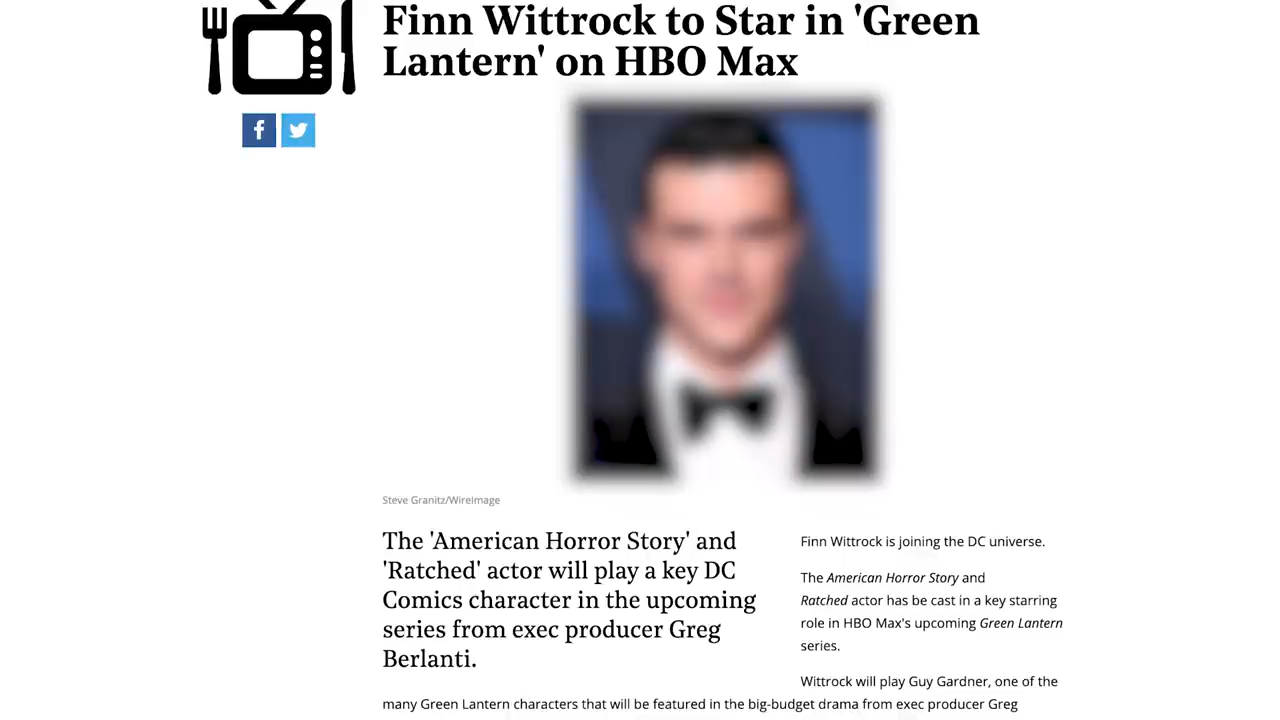 Finn Wittrock to Star in 'Green
Lantern' on HBO Max
f
Steve Granitz/WireImage
The 'American Horror Story' and
'Ratched' actor will play a key DC
Comics character in the upcoming
series from exec producer Greg
Berlanti.
Finn Wittrock is joining the DC universe.
The American Horror Story and
Ratched actor has be cast in a key starring
role in HBO Max's upcoming Green Lantern
series.
Wittrock will play Guy Gardner, one of the
many Green Lantern characters that will be featured in the big-budget drama from exec producer Greg